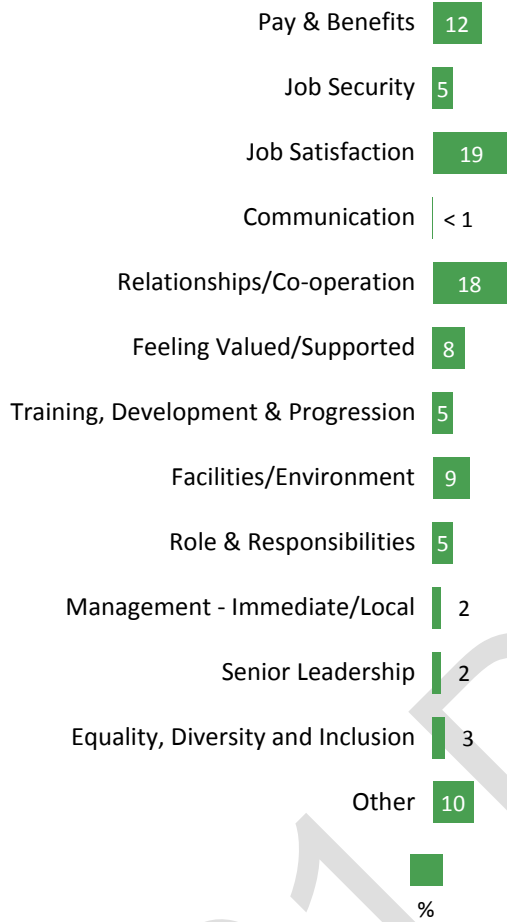 Pay & Benefits 12
Job Security 5
Job Satisfaction 19
Communication < 1
Relationships/Co-operation 18
Feeling Valued/Supported 8
Training, Development & Progression 5
Facilities/Environment 9
Role & Responsibilities 5
Management - Immediate/Local 2
Senior Leadership 2
Equality, Diversity and Inclusion 3
Other 10
%